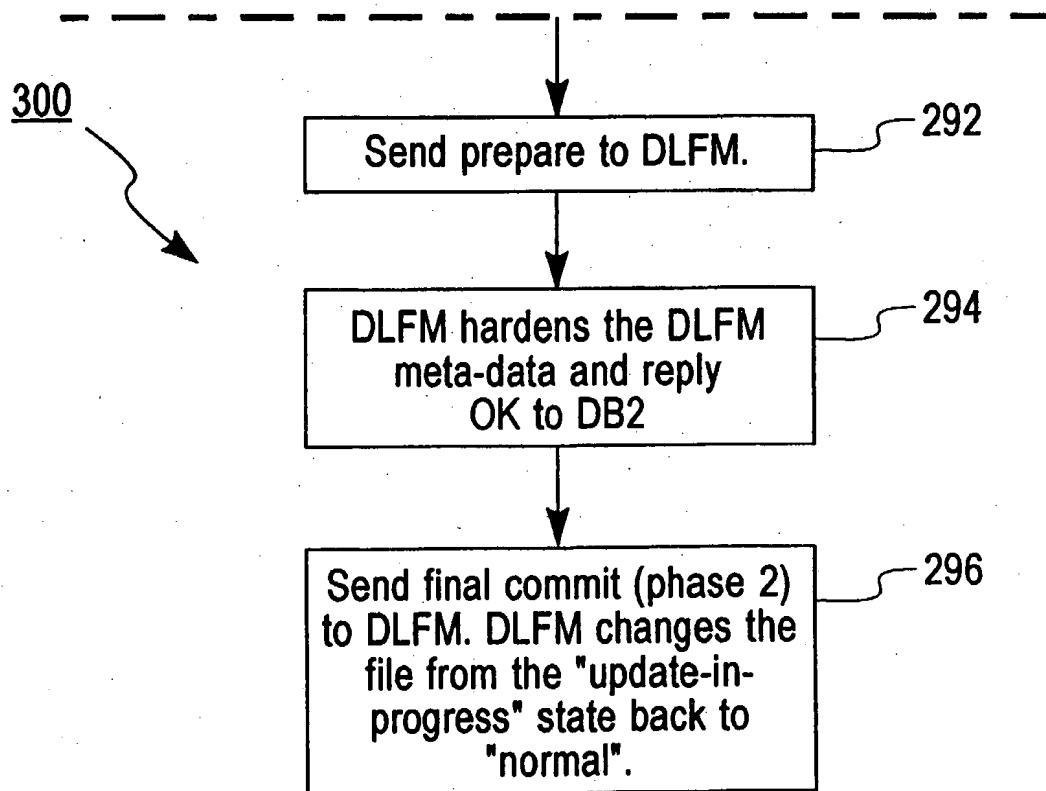 300
Send prepare to DLFM.
292
DLFM hardens the DLFM
meta-data and reply
OK to DB2
294
Send final commit (phase 2)
to DLFM. DLFM changes the
file from the "update-in-
progress" state back to
"normal".
296